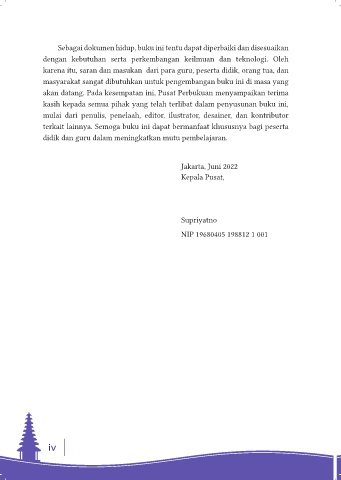 Sebagai dokumen hidup, buku ini tentu dapat diperbaiki dan disesuaikan
dengan kebutuhan serta perkembangan keilmuan dan teknologi. Oleh
karena itu, saran dan masukan dari para guru, peserta didik, orang tua, dan
masyarakat sangat dibutuhkan untuk pengembangan buku ini di masa yang
akan datang. Pada kesempatan ini, Pusat Perbukuan menyampaikan terima
kasih kepada semua pihak yang telah terlibat dalam penyusunan buku ini,
mulai dari penulis, penelaah, editor, ilustrator, desainer, dan kontributor
terkait lainnya. Semoga buku ini dapat bermanfaat khususnya bagi peserta
didik dan guru dalam meningkatkan mutu pembelajaran.
Jakarta, Juni 2022
Kepala Pusat,
Supriyatno
NIP 19680405 198812 1 001
iv